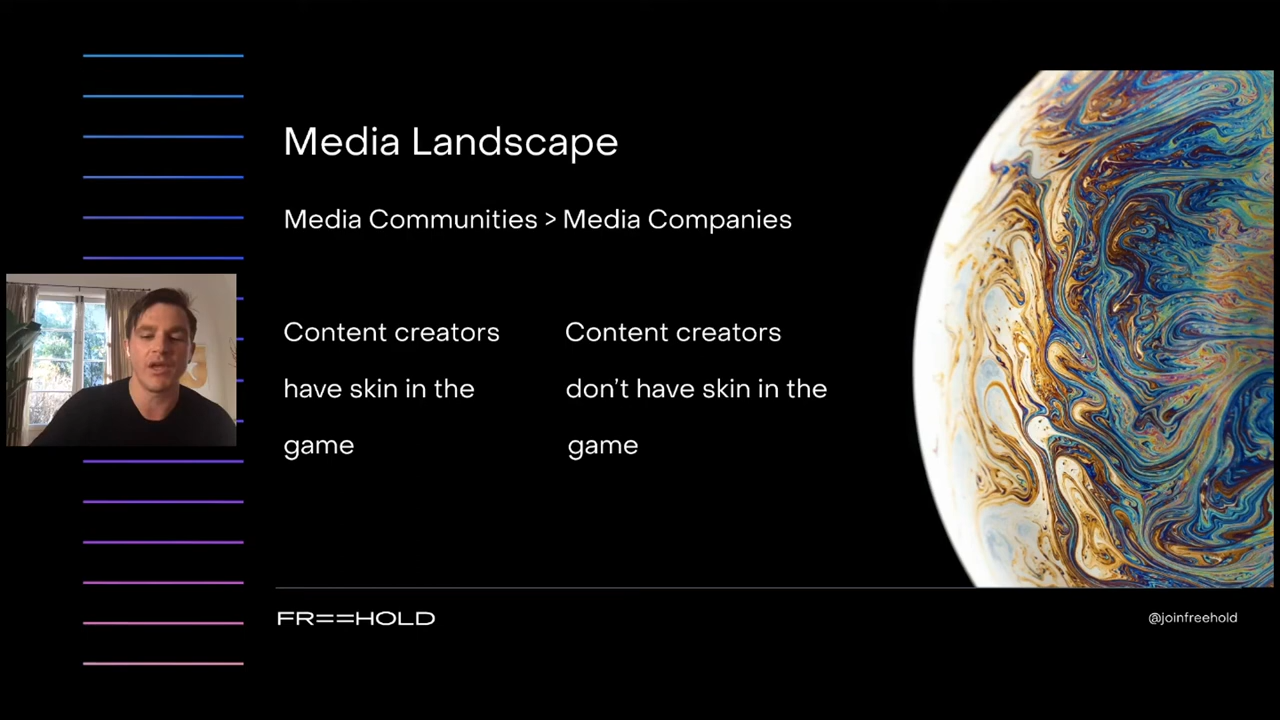 Media Landscape
Media Communities > Media Companies
Content creators
have skin in the
game
Content creators
don't have skin in the
game
FR==HOLD
@joinfreehold